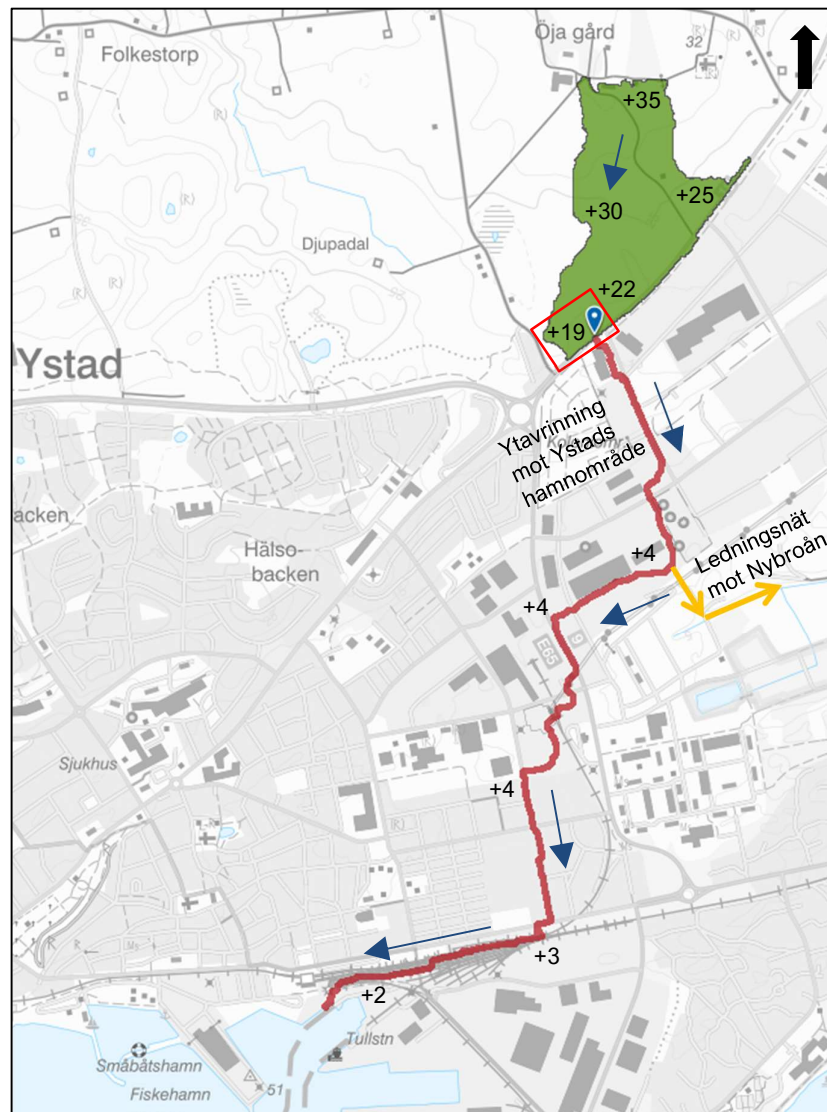 Öja gård
Folkestorp
32
+35
+25
+30
Djupadal
+22
+19
Ystad
Ytavrinning
mot Ystads
hamnområde
acken
Hälso-
backen
+4
Ledningsnät
mot Nybroån
+4
E65
9
Sjukhus
+4
+3
+2
Tullstn
Småbåtshamn
51
Fiskehamn